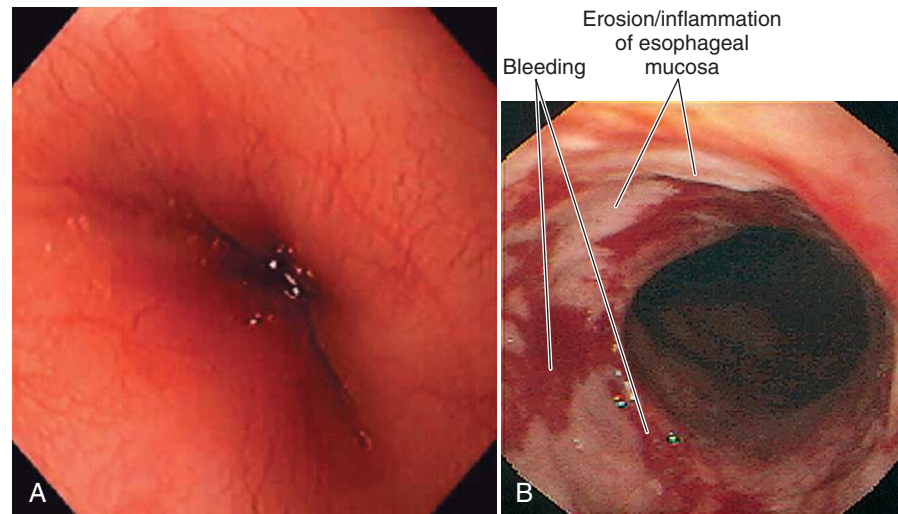 Erosion/inflammation
of esophageal
mucosa
Bleeding
A
B